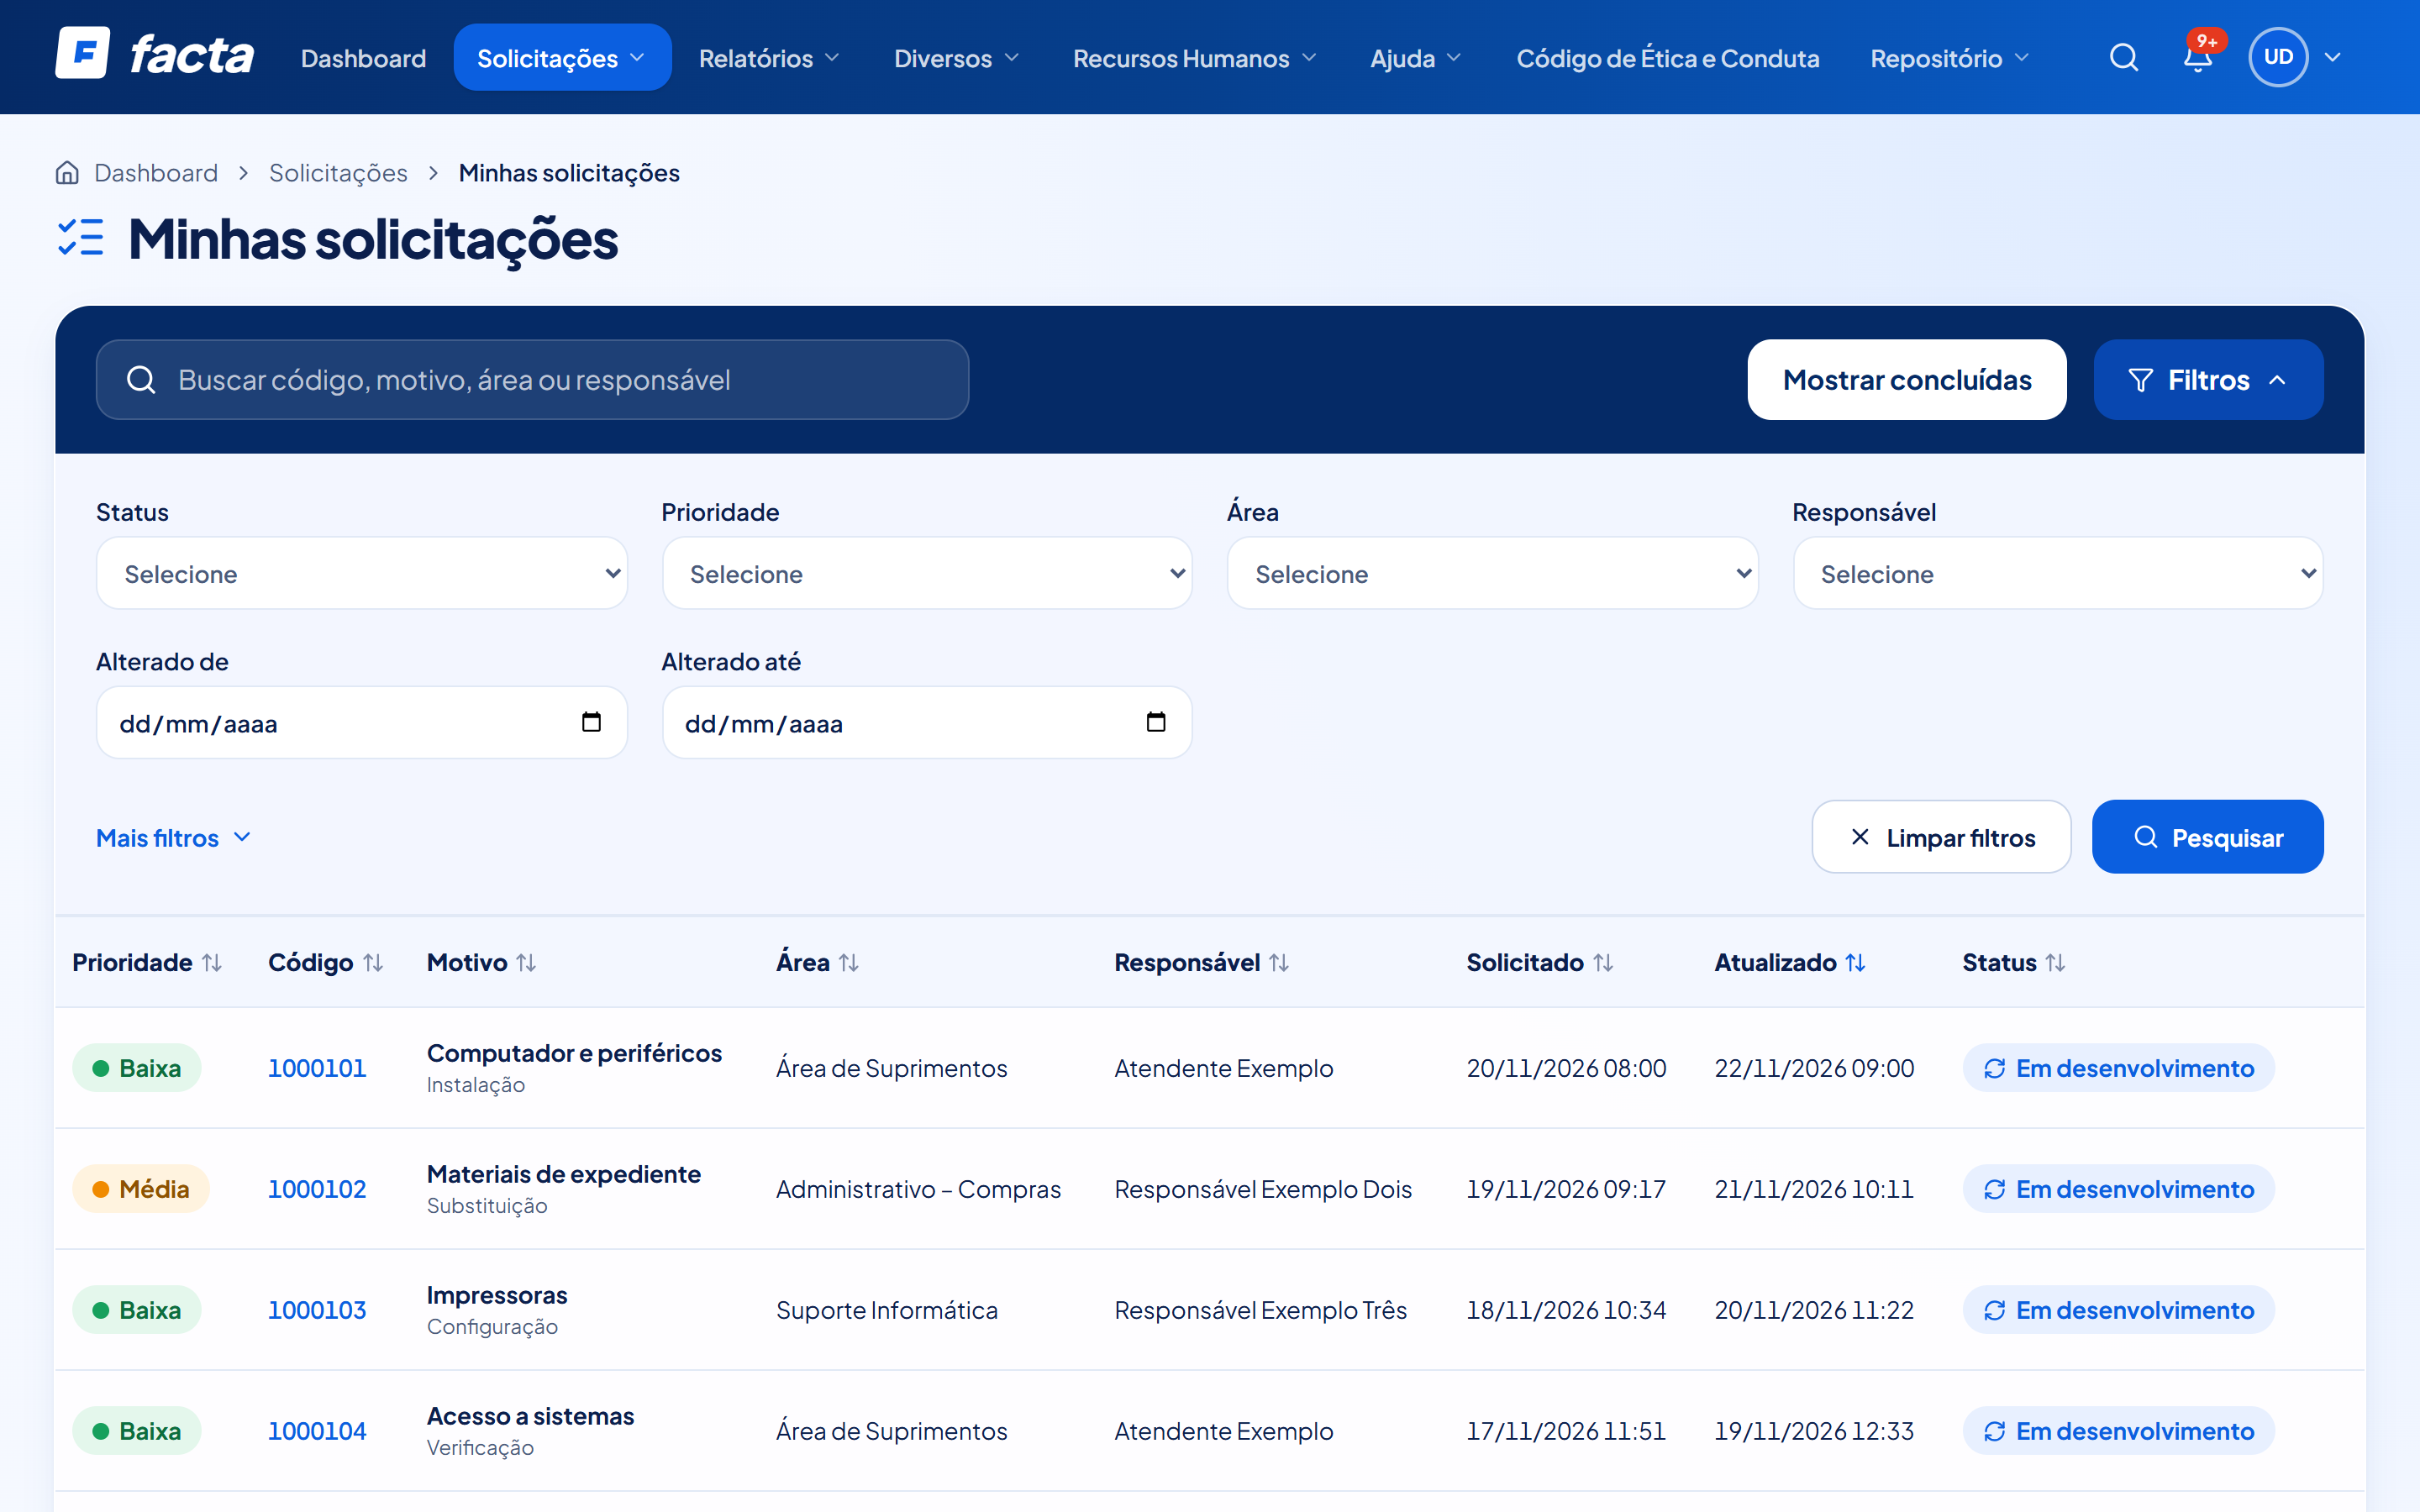 F facta Dashboard Solicitações Relatórios Diversos Recursos Humanos Ajuda Código de Ética e Conduta Repositório 9+ UD
Dashboard Solicitações Minhas solicitações
Minhas solicitações
Buscar código, motivo, área ou responsável Mostrar concluídas Filtros
Status Prioridade Área Responsável
Selecione Selecione Selecione Selecione
Alterado de Alterado até
dd/mm/aaaa dd/mm/aaaa
Mais filtros Limpar filtros Pesquisar
Prioridade Código Motivo Área Responsável Solicitado Atualizado Status
Baixa 1000101 Computador e periféricos Área de Suprimentos Atendente Exemplo 20/11/2026 08:00 22/11/2026 09:00 Em desenvolvimento
Instalação
Média 1000102 Materiais de expediente Administrativo – Compras Responsável Exemplo Dois 19/11/2026 09:17 21/11/2026 10:11 Em desenvolvimento
Substituição
Baixa 1000103 Impressoras Suporte Informática Responsável Exemplo Três 18/11/2026 10:34 20/11/2026 11:22 Em desenvolvimento
Configuração
Baixa 1000104 Acesso a sistemas Área de Suprimentos Atendente Exemplo 17/11/2026 11:51 19/11/2026 12:33 Em desenvolvimento
Verificação